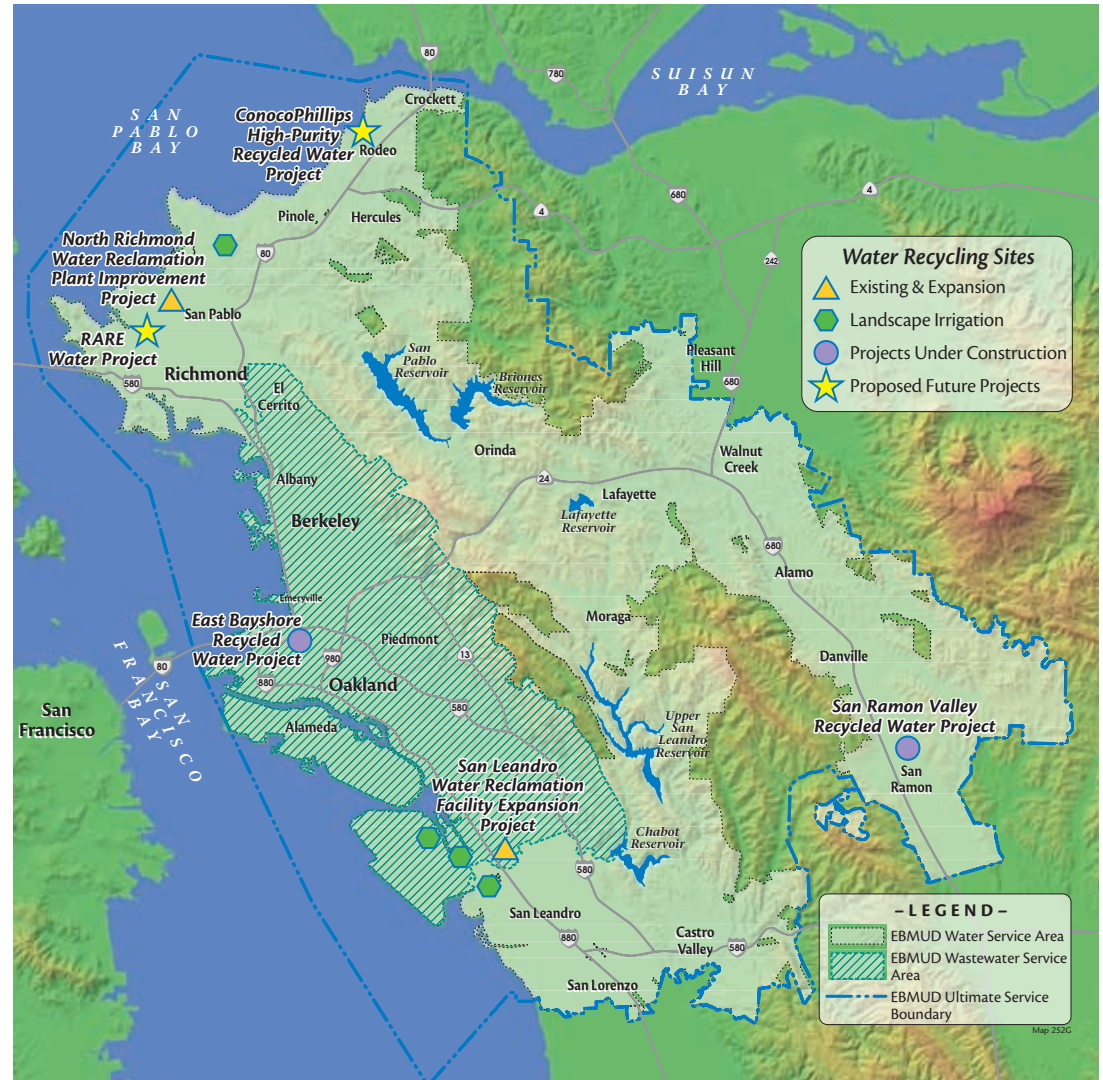 80
780
SUISUN
BAY
SAN
PABLO
BAY
Crockett
ConocoPhillips
High-Purity
Recycled Water
Project
Rodeo
680
4
4
Pinole
Hercules
80
242
North Richmond
Water Reclamation
Plant Improvement
Project
San Pablo
RARE
Water Project
Richmond
580
El
Cerrito
San
Pablo
Reservoir
Briones
Reservoir
Pleasant
Hill
680
Water Recycling Sites
Existing & Expansion
Landscape Irrigation
Projects Under Construction
Proposed Future Projects
Orinda
Walnut
Creek
24
Albany
Lafayette
Lafayette
Reservoir
Berkeley
680
Alamo
Emeryville
Moraga
East Bayshore
Recycled
Water Project
Piedmont
13
980
Danville
80
880
Oakland
580
SAN
FRANCISCO
BAY
San
Francisco
Alameda
Upper
San
Leandro
Reservoir
San Ramon Valley
Recycled Water Project
San
Ramon
San Leandro
Water Reclamation
Facility Expansion
Project
Chabot
Reservoir
580
San Leandro
880
Castro
Valley
580
San Lorenzo
– LEGEND –
EBMUD Water Service Area
EBMUD Wastewater Service
Area
EBMUD Ultimate Service
Boundary
Map 252G